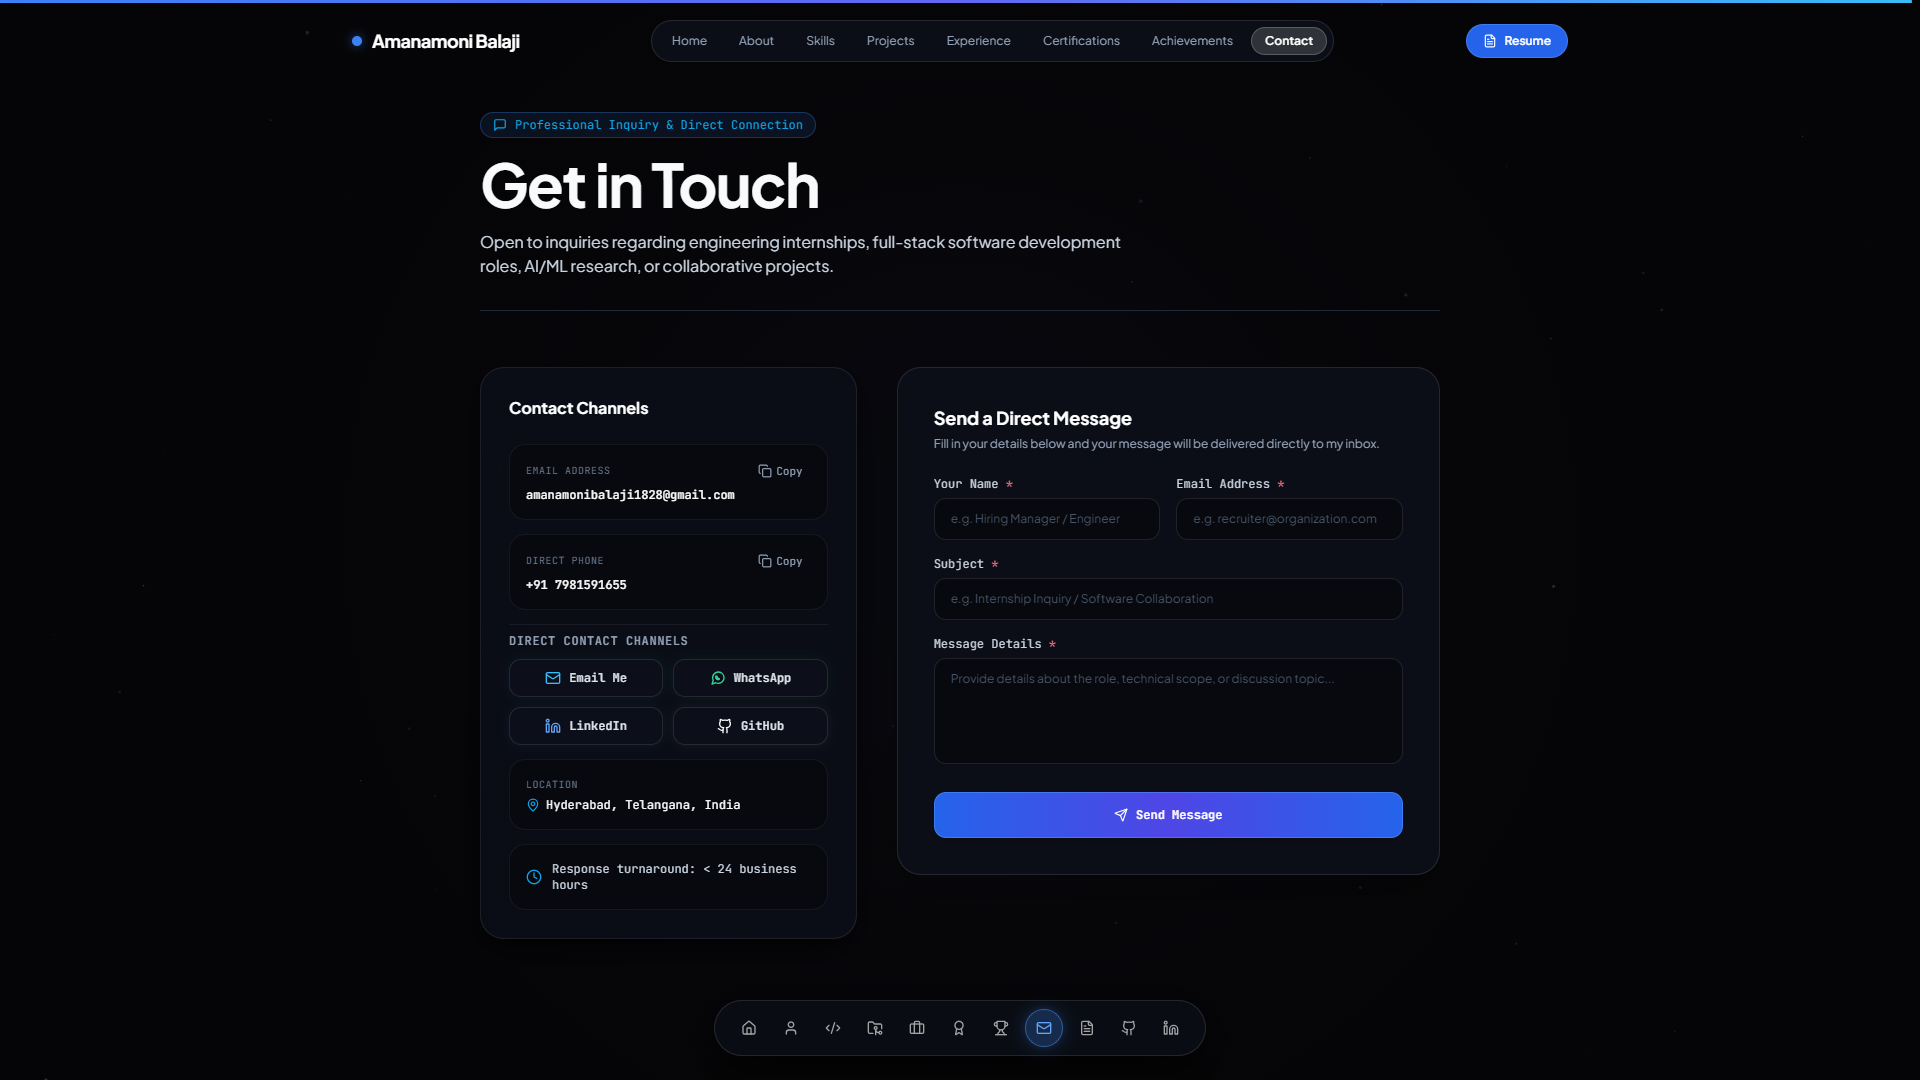 Amanamoni Balaji
Home
About
Skills
Projects
Experience
Certifications
Achievements
Contact
Resume
Professional Inquiry & Direct Connection
Get in Touch
Open to inquiries regarding engineering internships, full-stack software development
roles, AI/ML research, or collaborative projects.
Contact Channels
EMAIL ADDRESS
Copy
amanamonibalaji1828@gmail.com
DIRECT PHONE
Copy
+91 7981591655
DIRECT CONTACT CHANNELS
Email Me
WhatsApp
LinkedIn
GitHub
LOCATION
Hyderabad, Telangana, India
Response turnaround: < 24 business
hours
Send a Direct Message
Fill in your details below and your message will be delivered directly to my inbox.
Your Name *
Email Address *
e.g. Hiring Manager / Engineer
e.g. recruiter@organization.com
Subject *
e.g. Internship Inquiry / Software Collaboration
Message Details *
Provide details about the role, technical scope, or discussion topic...
Send Message